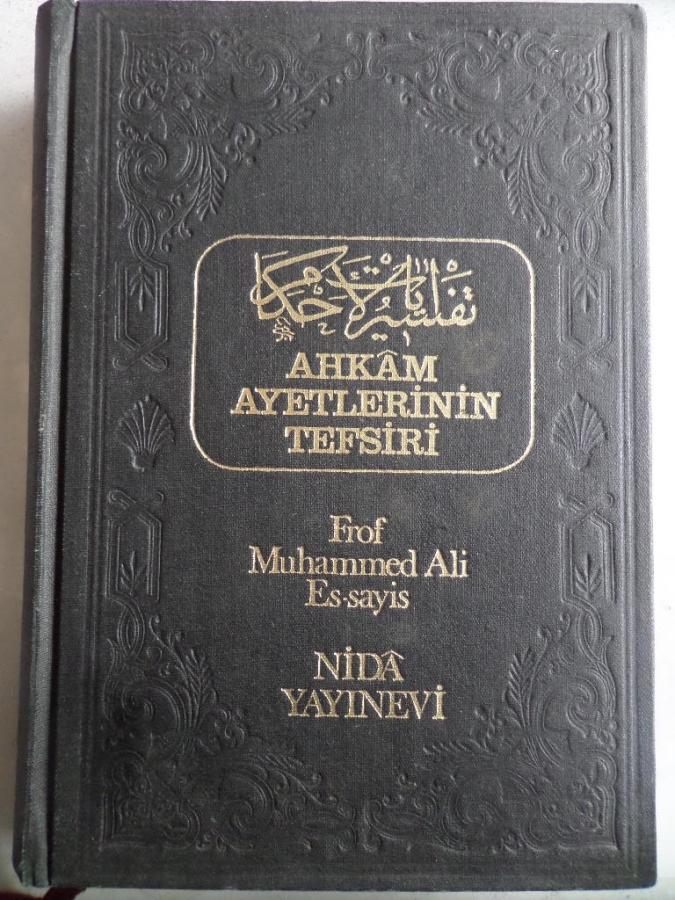 تفسير آيات الأحكام
AHKÂM
AYETLERİNİN
TEFSİRİ
Frof
Muhammed Ali
Es-sayis
NİDÂ
YAYINEVİ